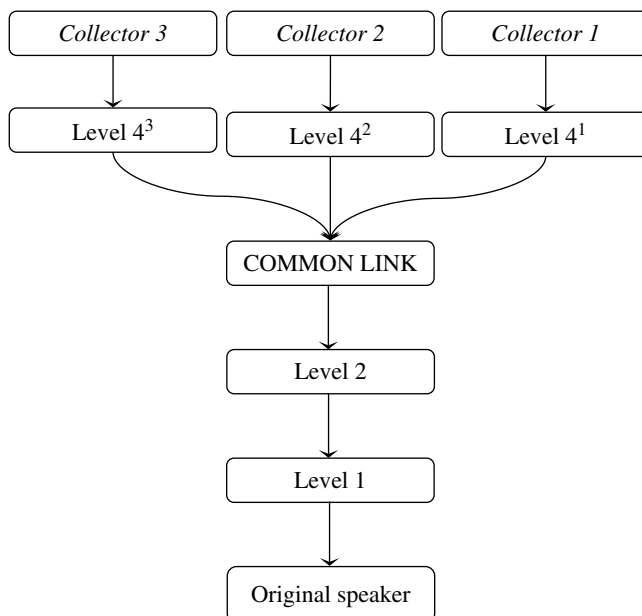 Collector 3
Collector 2
Collector 1
Level 4³
Level 4²
Level 4¹
COMMON LINK
Level 2
Level 1
Original speaker